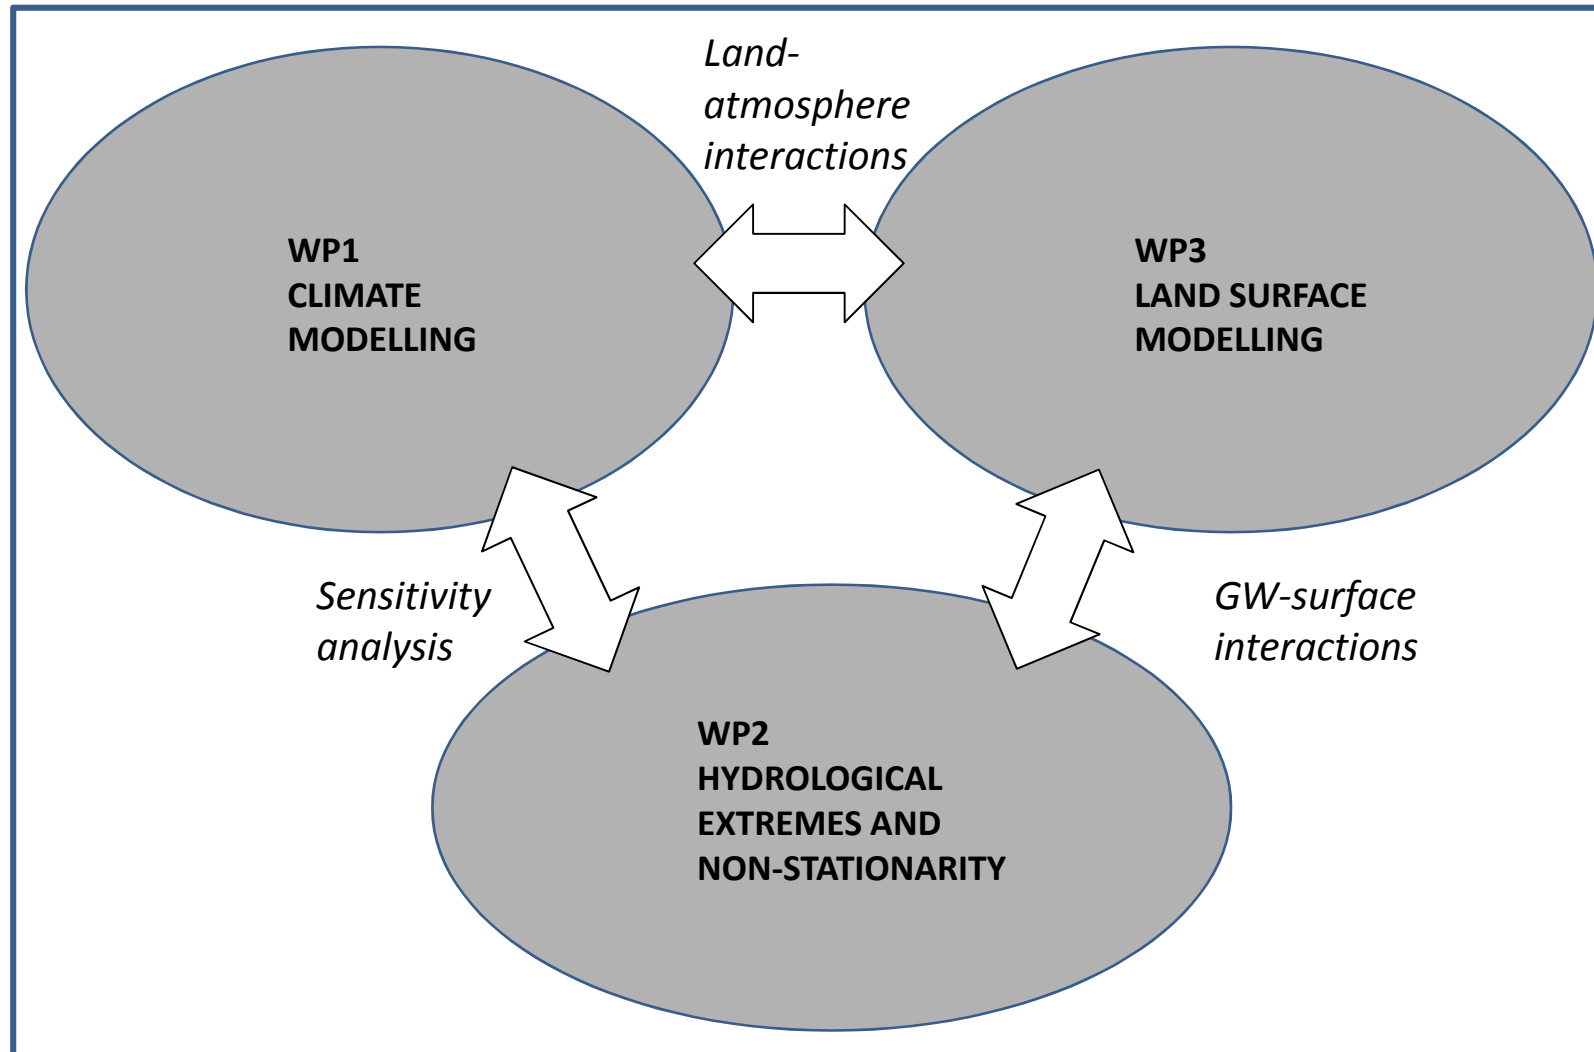 Land-
atmosphere
interactions
WP1
CLIMATE
MODELLING
WP3
LAND SURFACE
MODELLING
Sensitivity
analysis
GW-surface
interactions
WP2
HYDROLOGICAL
EXTREMES AND
NON-STATIONARITY